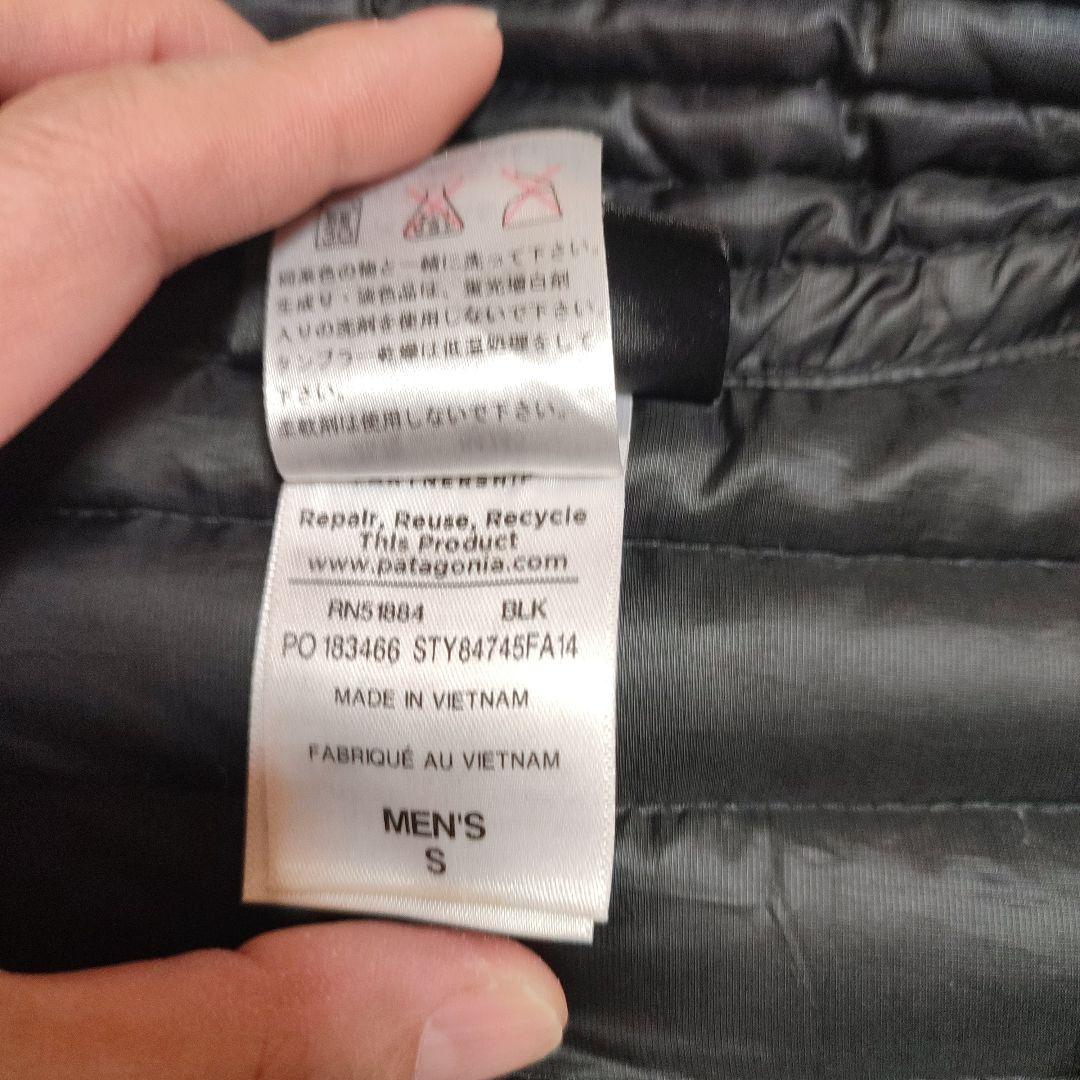 同系色の物と一緒に洗って下さい。
生成り・淡色品は、蛍光増白剤
入りの洗剤を使用しないで下さい。
タンブラー乾燥は低温処理をして
下さい。
柔軟剤は使用しないで下さい。
PARTNERSHIP
Repair, Reuse, Recycle
This Product
www.patagonia.com
RN51884 BLK
PO 183466 STY84745FA14
MADE IN VIETNAM
FABRIQUÉ AU VIETNAM
MEN'S
S